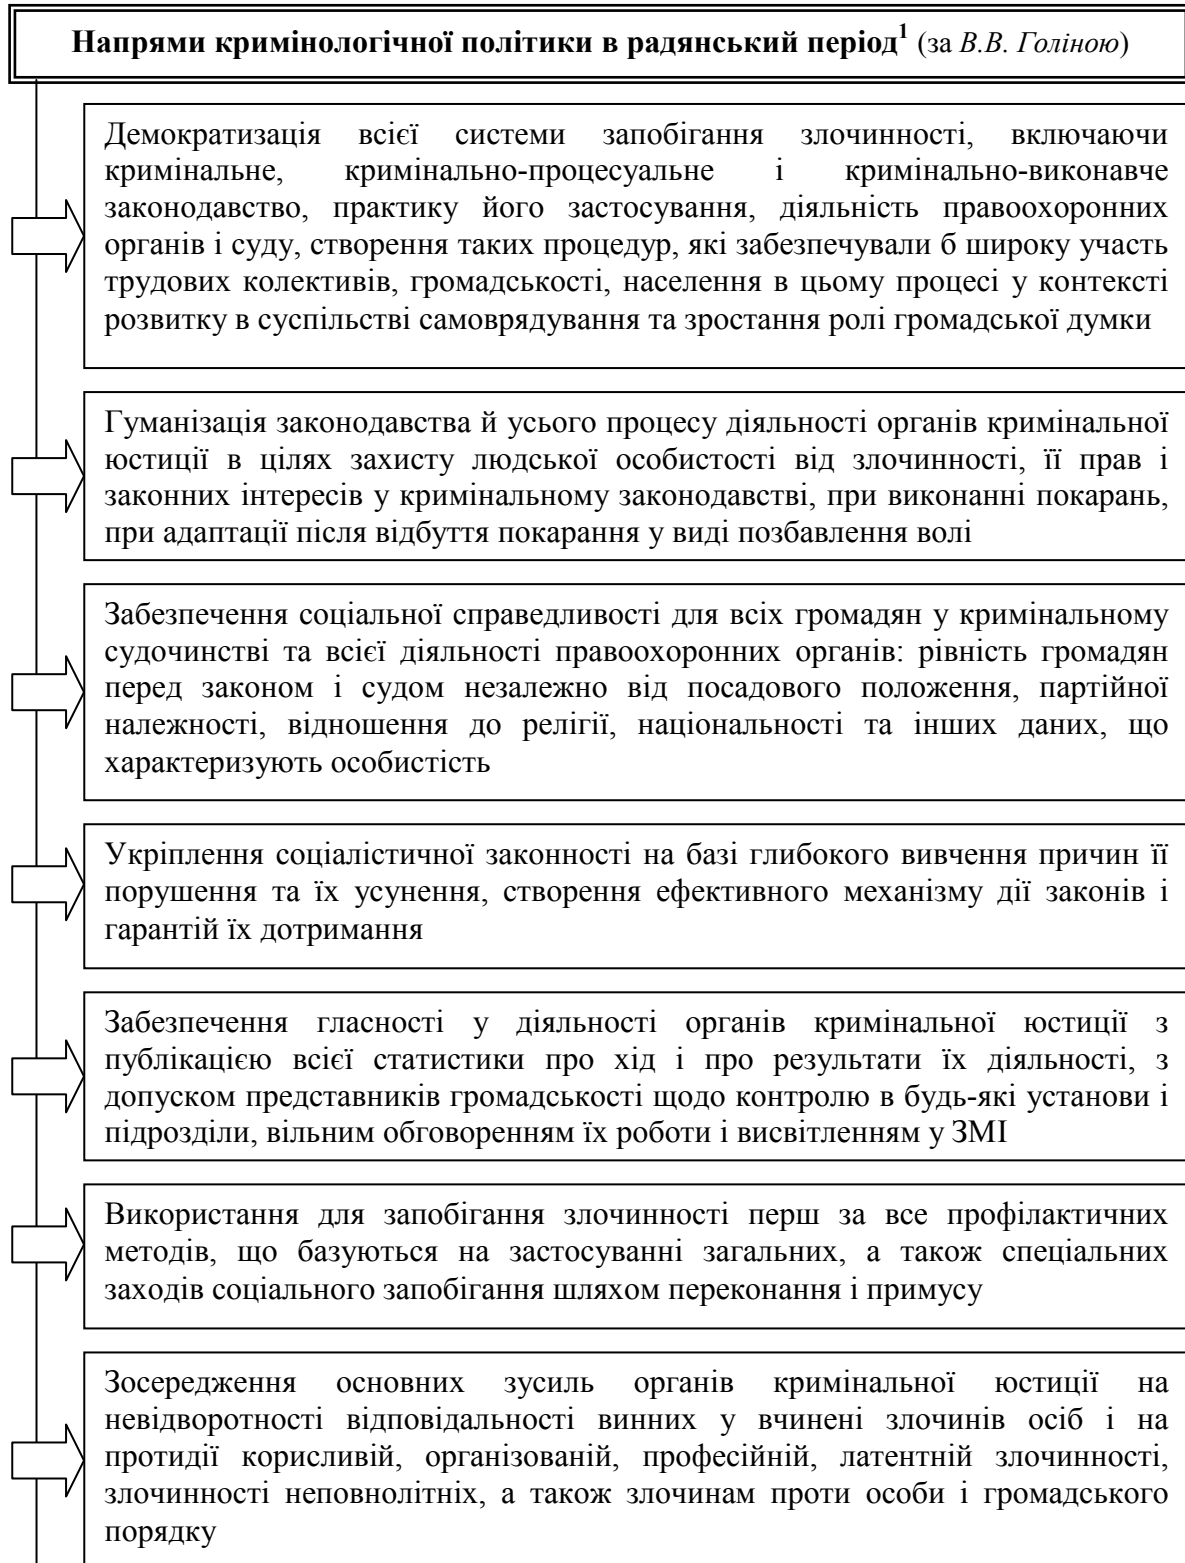 Напрями кримінологічної політики в радянський період1 (за В.В. Голіною)
Демократизація всієї системи запобігання злочинності, включаючи
кримінальне, кримінально-процесуальне і кримінально-виконавче
законодавство, практику його застосування, діяльність правоохоронних
органів і суду, створення таких процедур, які забезпечували б широку участь
трудових колективів, громадськості, населення в цьому процесі у контексті
розвитку в суспільстві самоврядування та зростання ролі громадської думки
Гуманізація законодавства й усього процесу діяльності органів кримінальної
юстиції в цілях захисту людської особистості від злочинності, її прав і
законних інтересів у кримінальному законодавстві, при виконанні покарань,
при адаптації після відбуття покарання у виді позбавлення волі
Забезпечення соціальної справедливості для всіх громадян у кримінальному
судочинстві та всієї діяльності правоохоронних органів: рівність громадян
перед законом і судом незалежно від посадового положення, партійної
належності, відношення до релігії, національності та інших даних, що
характеризують особистість
Укріплення соціалістичної законності на базі глибокого вивчення причин її
порушення та їх усунення, створення ефективного механізму дії законів і
гарантій їх дотримання
Забезпечення гласності у діяльності органів кримінальної юстиції з
публікацією всієї статистики про хід і про результати їх діяльності, з
допуском представників громадськості щодо контролю в будь-які установи і
підрозділи, вільним обговоренням їх роботи і висвітленням у ЗМІ
Використання для запобігання злочинності перш за все профілактичних
методів, що базуються на застосуванні загальних, а також спеціальних
заходів соціального запобігання шляхом переконання і примусу
Зосередження основних зусиль органів кримінальної юстиції на
невідворотності відповідальності винних у вчинені злочинів осіб і на
протидії корисливій, організованій, професійній, латентній злочинності,
злочинності неповнолітніх, а також злочинам проти особи і громадського
порядку